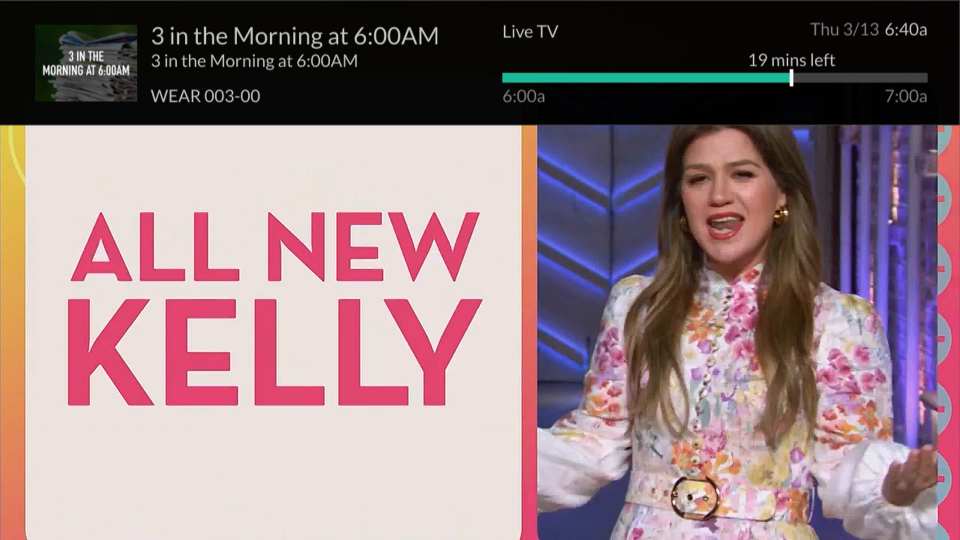 3 IN THE
MORNING AT 6:00AM
3 in the Morning at 6:00AM
3 in the Morning at 6:00AM
WEAR 003-00
Live TV
Thu 3/13 6:40a
19 mins left
6:00a
7:00a
ALL NEW
KELLY